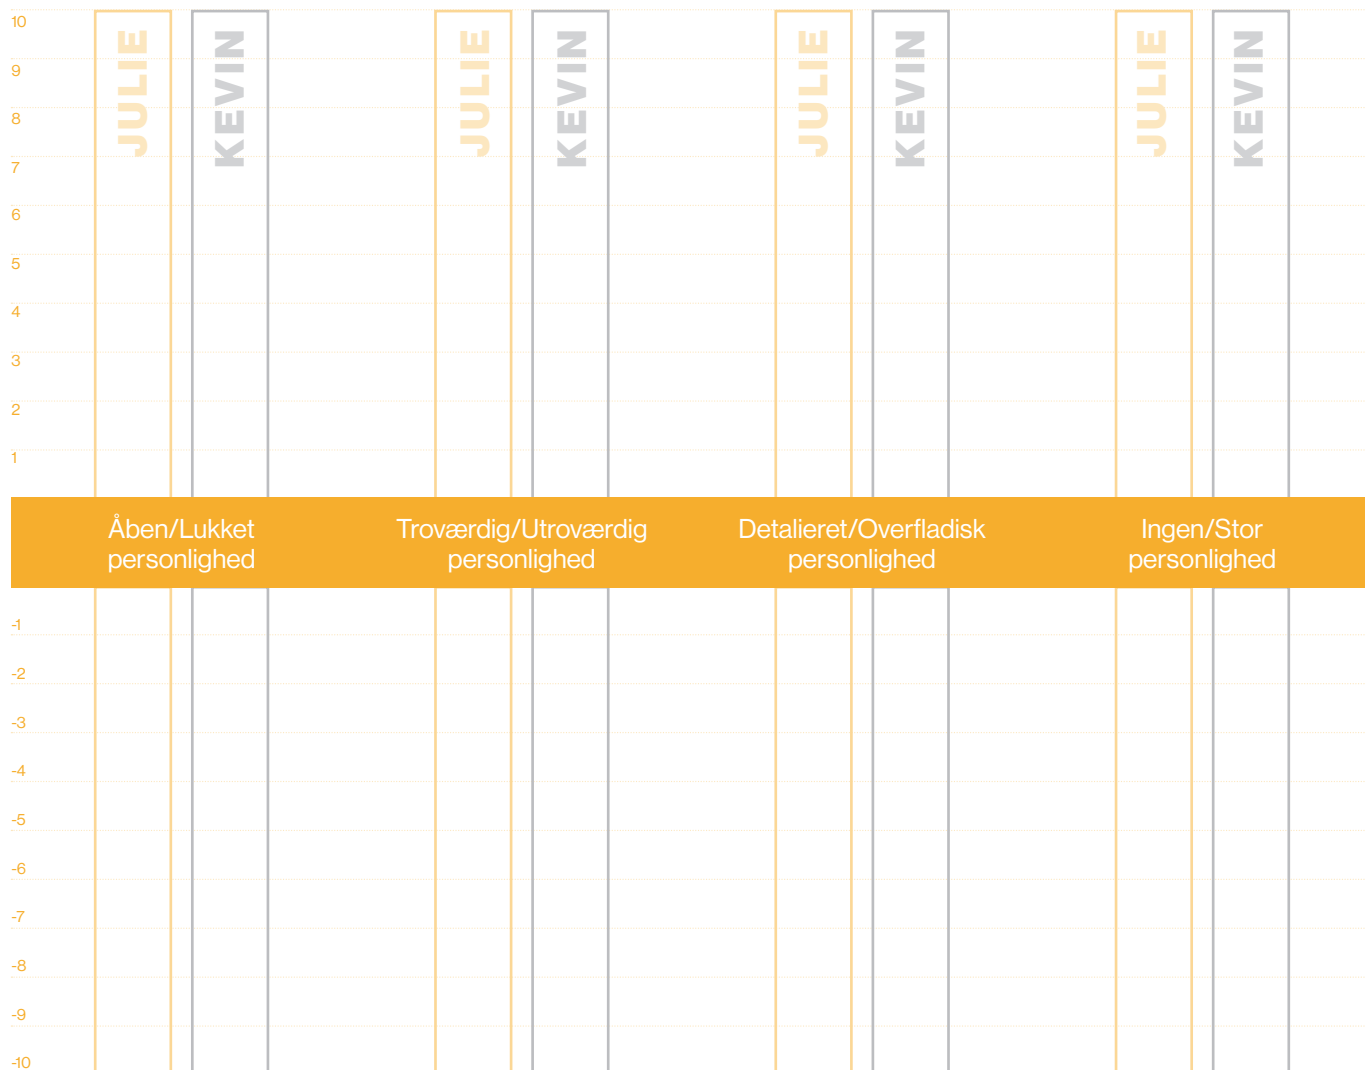 10
JULIE
KEVIN
JULIE
KEVIN
JULIE
KEVIN
JULIE
KEVIN
9
8
7
6
5
4
3
2
1
Åben/Lukket
personlighed
Troværdig/Utroværdig
personlighed
Detalieret/Overfladisk
personlighed
Ingen/Stor
personlighed
-1
-2
-3
-4
-5
-6
-7
-8
-9
-10